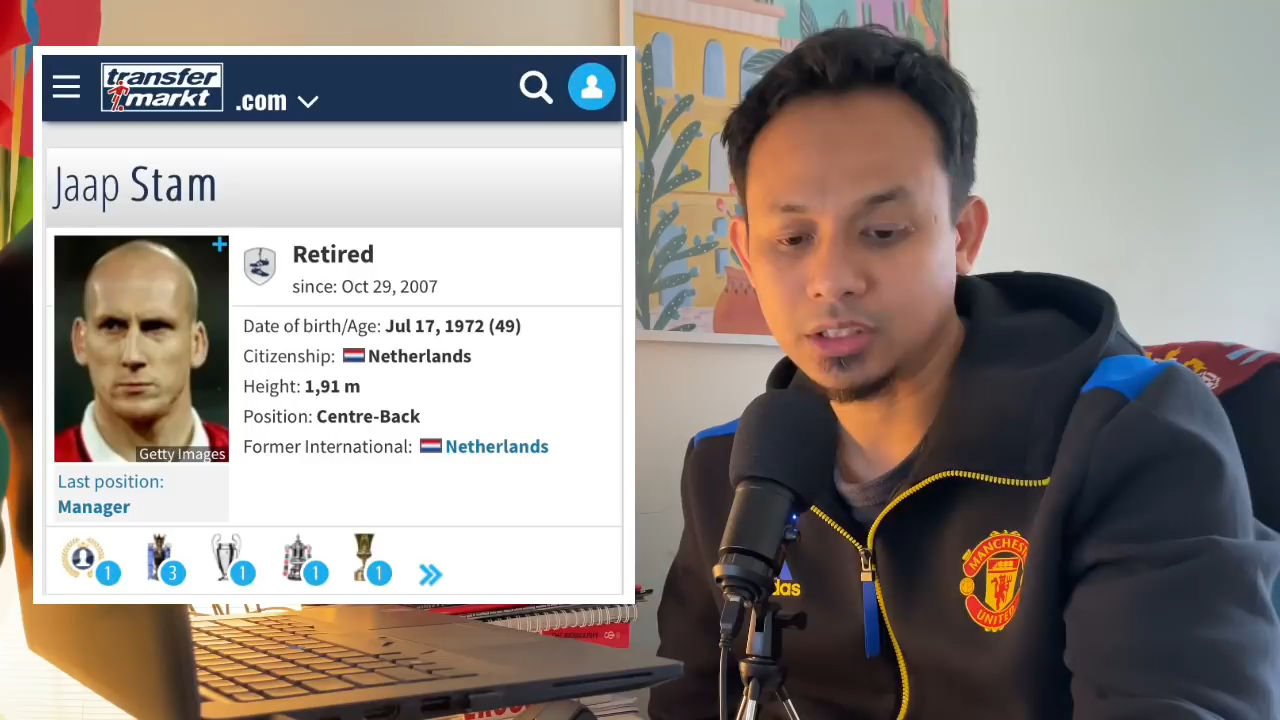 transfer
markt
.com
Jaap Stam
Retired
since: Oct 29, 2007
Date of birth/Age: Jul 17, 1972 (49)
Citizenship: Netherlands
Height: 1,91 m
Position: Centre-Back
Former International: Netherlands
Getty Images
Last position:
Manager
1
3
1
1
1
das
MANCHESTER
UNITED